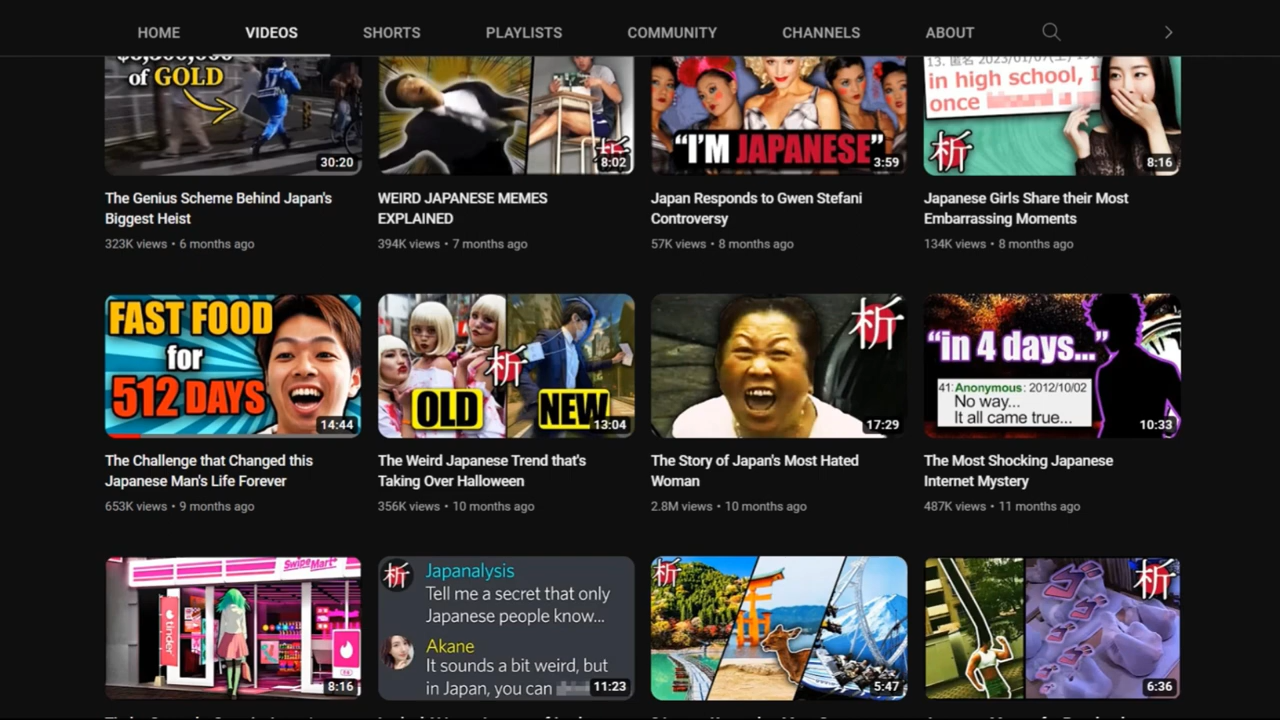 HOME
VIDEOS
SHORTS
PLAYLISTS
COMMUNITY
CHANNELS
ABOUT
of GOLD
30:20
The Genius Scheme Behind Japan's
Biggest Heist
323K views • 6 months ago
8:02
WEIRD JAPANESE MEMES
EXPLAINED
394K views • 7 months ago
“I'M JAPANESE”
3:59
Japan Responds to Gwen Stefani
Controversy
57K views • 8 months ago
in high school, I
once
析
8:16
Japanese Girls Share their Most
Embarrassing Moments
134K views • 8 months ago
FAST FOOD
for
512 DAYS
14:44
The Challenge that Changed this
Japanese Man's Life Forever
653K views • 9 months ago
析
OLD
NEW
13:04
The Weird Japanese Trend that's
Taking Over Halloween
356K views • 10 months ago
析
17:29
The Story of Japan's Most Hated
Woman
2.8M views • 10 months ago
“in 4 days...”
41: Anonymous: 2012/10/02
No way...
It all came true...
10:33
The Most Shocking Japanese
Internet Mystery
487K views • 11 months ago
SwipeMart
tinder
8:16
析
Japanalysis
Tell me a secret that only
Japanese people know...
Akane
It sounds a bit weird, but
in Japan, you can
11:23
析
5:47
析
6:36